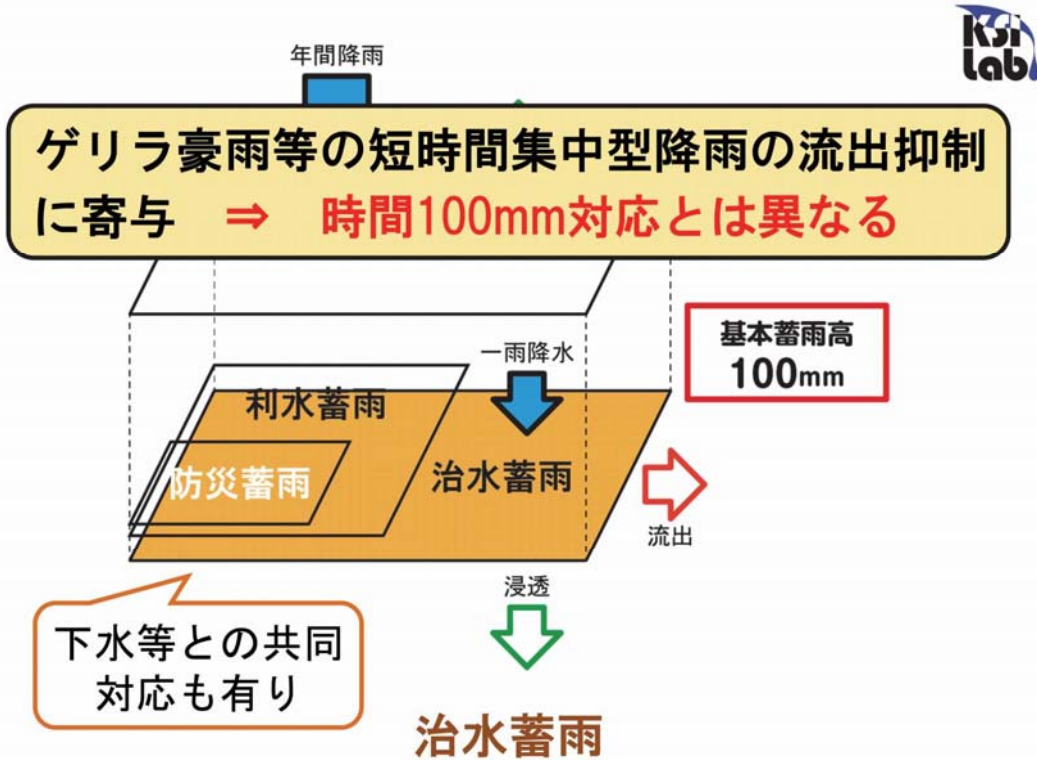 年間降雨
KSI
Lab
ゲリラ豪雨等の短時間集中型降雨の流出抑制
に寄与 ⇒ 時間100mm対応とは異なる
基本蓄雨高
100mm
一雨降水
利水蓄雨
防災蓄雨
治水蓄雨
流出
浸透
下水等との共同
対応も有り
治水蓄雨